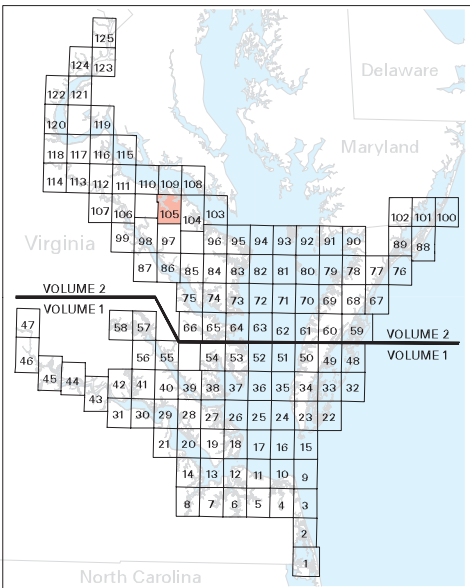 125
Delaware
124 123
122 121
120 119
Maryland
118 117 116 115
114 113 112 111 110 109 108
107 106 105 104 103 102 101 100
Virginia
99 98 97 96 95 94 93 92 91 90 89 88
87 86 85 84 83 82 81 80 79 78 77 76
VOLUME 2
75 74 73 72 71 70 69 68 67
VOLUME 1
47 58 57 66 65 64 63 62 61 60 59 VOLUME 2
46 56 55 54 53 52 51 50 49 48 VOLUME 1
45 44 43 42 41 40 39 38 37 36 35 34 33 32
31 30 29 28 27 26 25 24 23 22
21 20 19 18 17 16 15
14 13 12 11 10 9
8 7 6 5 4 3
2
1
North Carolina